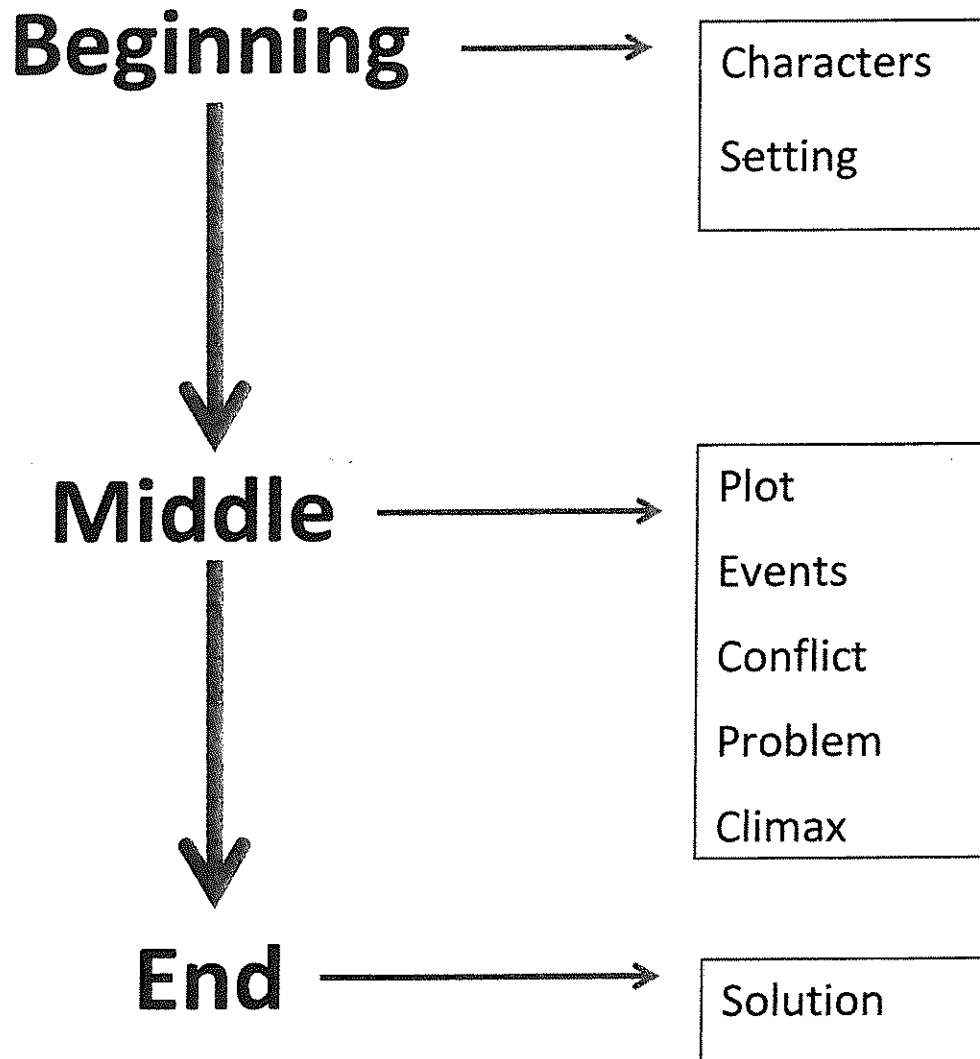 Beginning
Characters
Setting
Middle
Plot
Events
Conflict
Problem
Climax
End
Solution